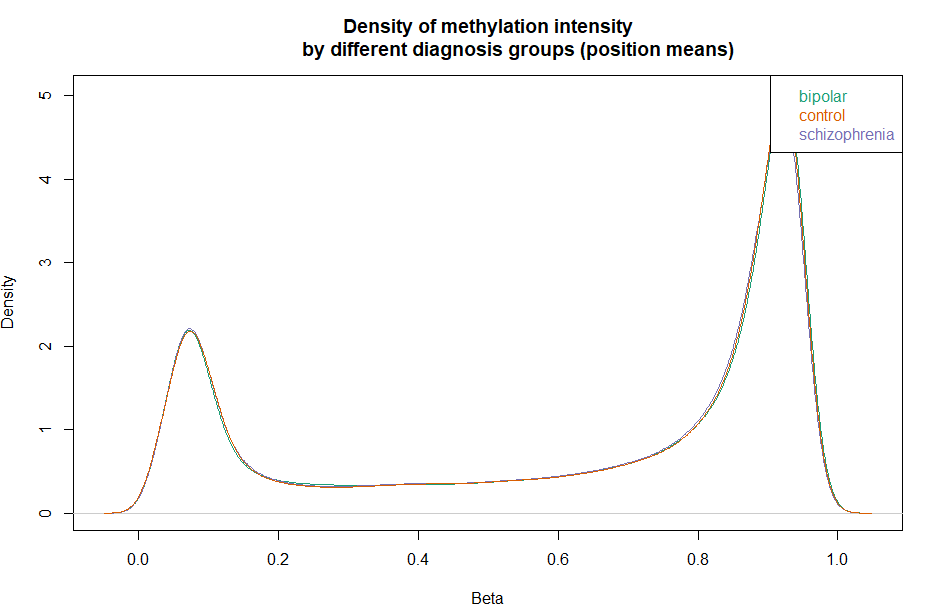 Density of methylation intensity
by different diagnosis groups (position means)
bipolar
control
schizophrenia
Density
5
4
3
2
1
0
0.0 0.2 0.4 0.6 0.8 1.0
Beta